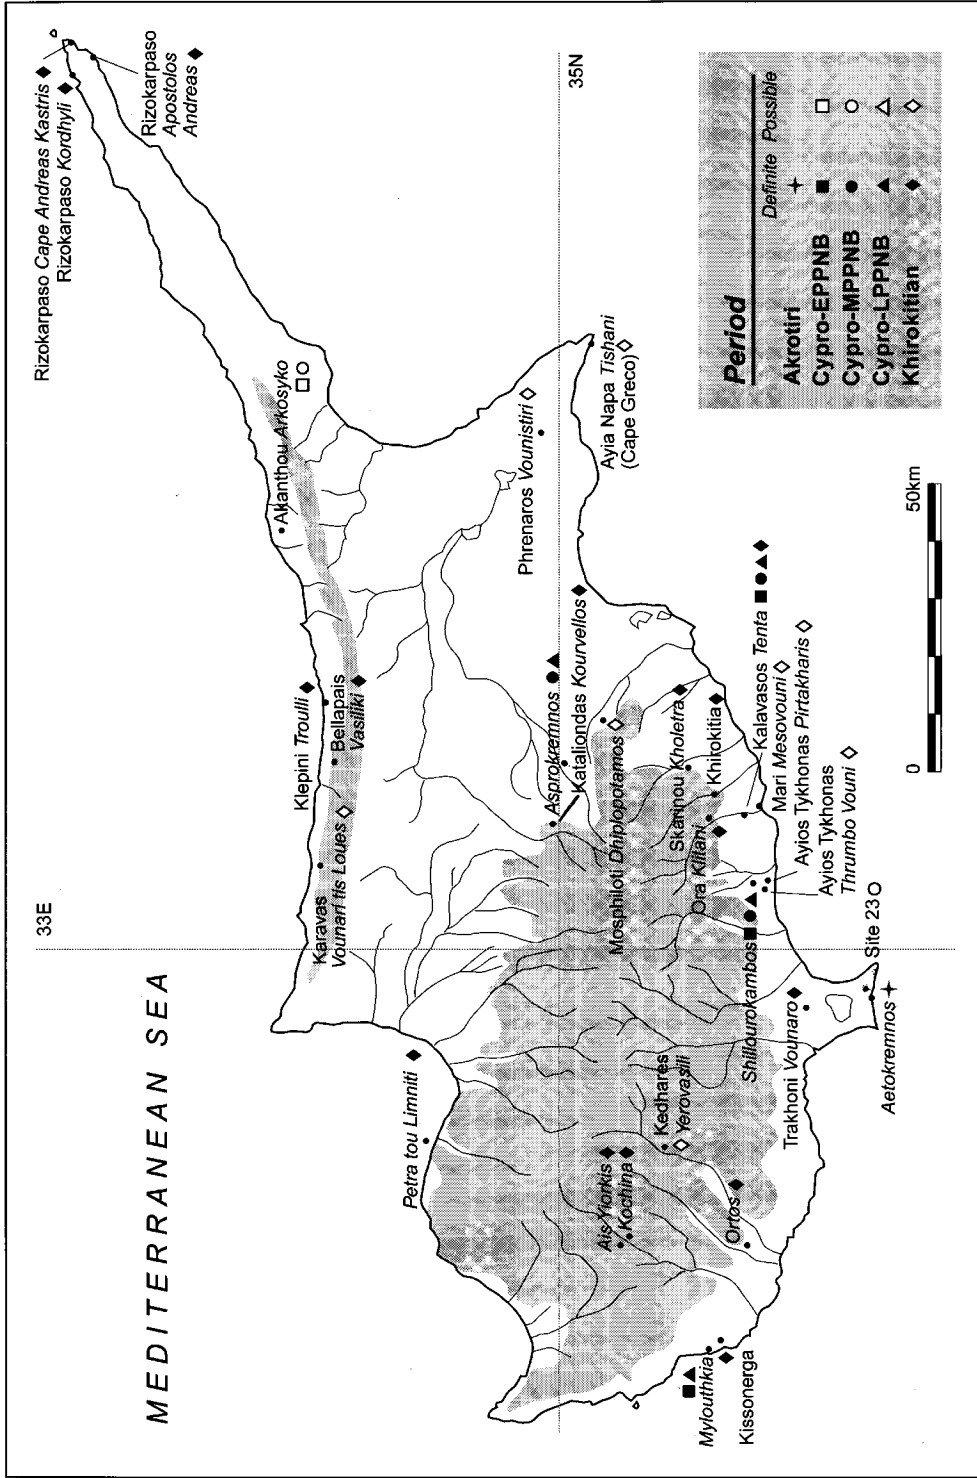 MEDITERRANEAN SEA
33E
35N
Rizokarpaso Cape Andreas Kastris
Rizokarpaso Kordhyli
Rizokarpaso
Apostolos
Andreas
Akanthou Arkosyko
Klepini Troulli
Bellapais
Vasiliki
Karavas
Vounari tis Loues
Petra tou Limniti
Phrenaros Vounistiri
Ayia Napa Tishani
(Cape Greco)
Asprokremnos
Kataliondas Kourvellos
Mosphiloti Dhiplopotamos
Skarinou Kholetra
Khirokitia
Ora Klitari
Kalavasos Tenta
Mari Mesovouni
Ayios Tykhonas Pirtakharis
Ayios Tykhonas
Thrumbo Vouni
Shillourokambos
Site 23
Aetokremnos
Trakhoni Vounaro
Kedhares
Yerovasili
Ais Yiorkis
Kochina
Ortos
Mylouthkia
Kissonerga
Period
Definite Possible
Akrotiri
Cypro-EPPNB
Cypro-MPPNB
Cypro-LPPNB
Khirokitian
0 50km